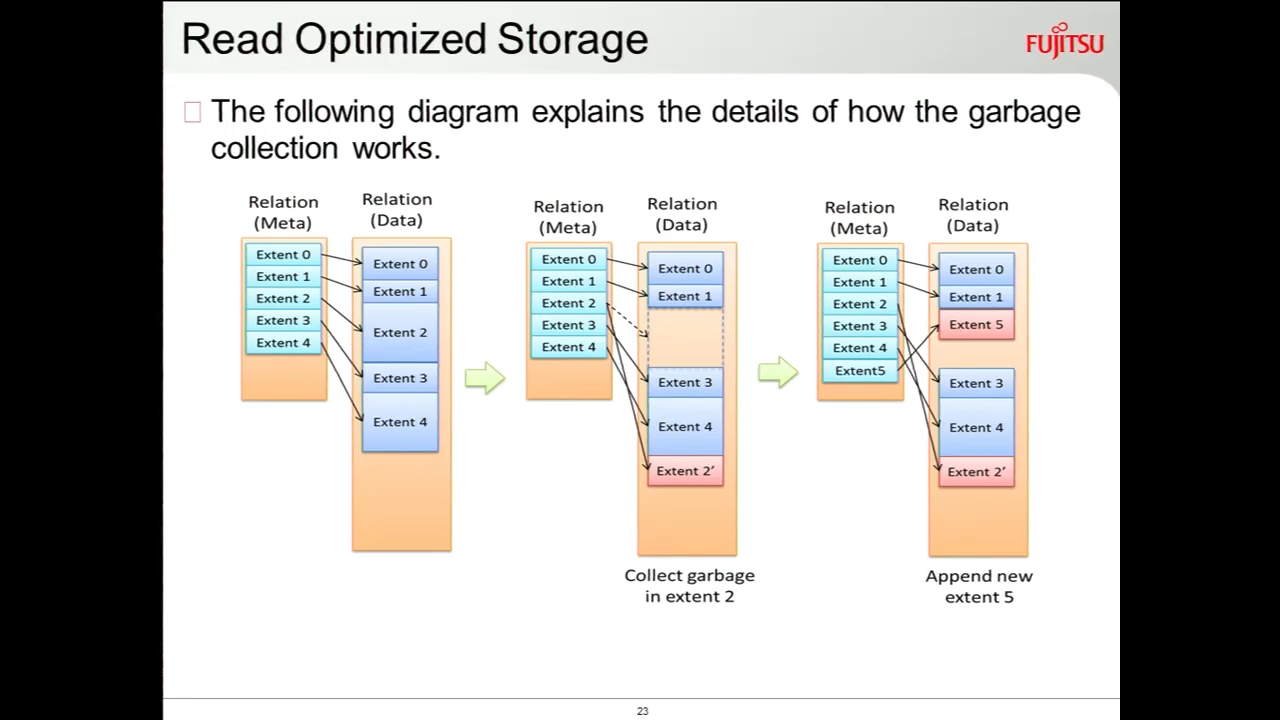 Read Optimized Storage
FUJITSU
The following diagram explains the details of how the garbage
collection works.
Relation
(Meta)
Extent 0
Extent 1
Extent 2
Extent 3
Extent 4
Relation
(Data)
Extent 0
Extent 1
Extent 2
Extent 3
Extent 4
Relation
(Meta)
Extent 0
Extent 1
Extent 2
Extent 3
Extent 4
Relation
(Data)
Extent 0
Extent 1
Extent 3
Extent 4
Extent 2′
Collect garbage
in extent 2
Relation
(Meta)
Extent 0
Extent 1
Extent 2
Extent 3
Extent 4
Extent5
Relation
(Data)
Extent 0
Extent 1
Extent 5
Extent 3
Extent 4
Extent 2′
Append new
extent 5
23